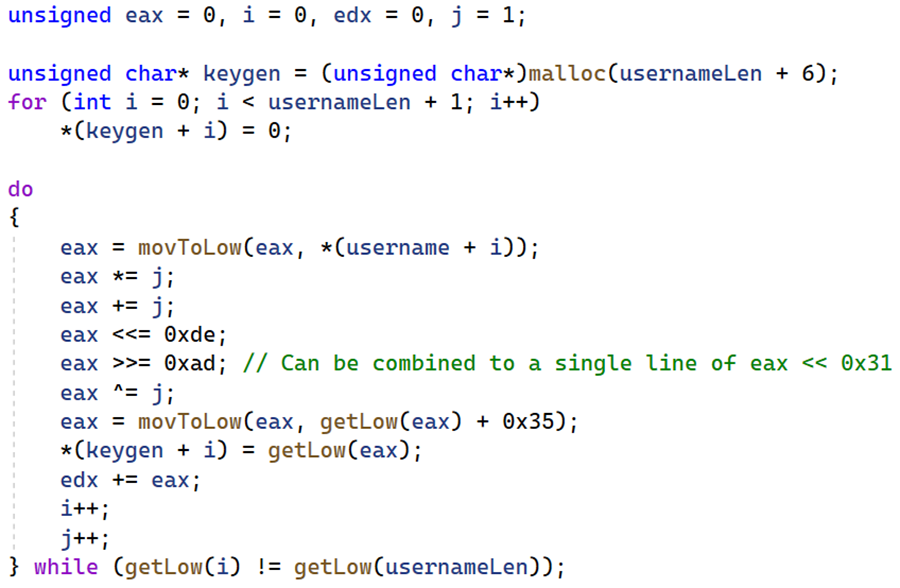 unsigned eax = 0, i = 0, edx = 0, j = 1;
unsigned char* keygen = (unsigned char*)malloc(usernameLen + 6);
for (int i = 0; i < usernameLen + 1; i++)
*(keygen + i) = 0;
do
{
eax = movToLow(eax, *(username + i));
eax *= j;
eax += j;
eax <<= 0xde;
eax >>= 0xad; // Can be combined to a single line of eax << 0x31
eax ^= j;
eax = movToLow(eax, getLow(eax) + 0x35);
*(keygen + i) = getLow(eax);
edx += eax;
i++;
j++;
} while (getLow(i) != getLow(usernameLen));